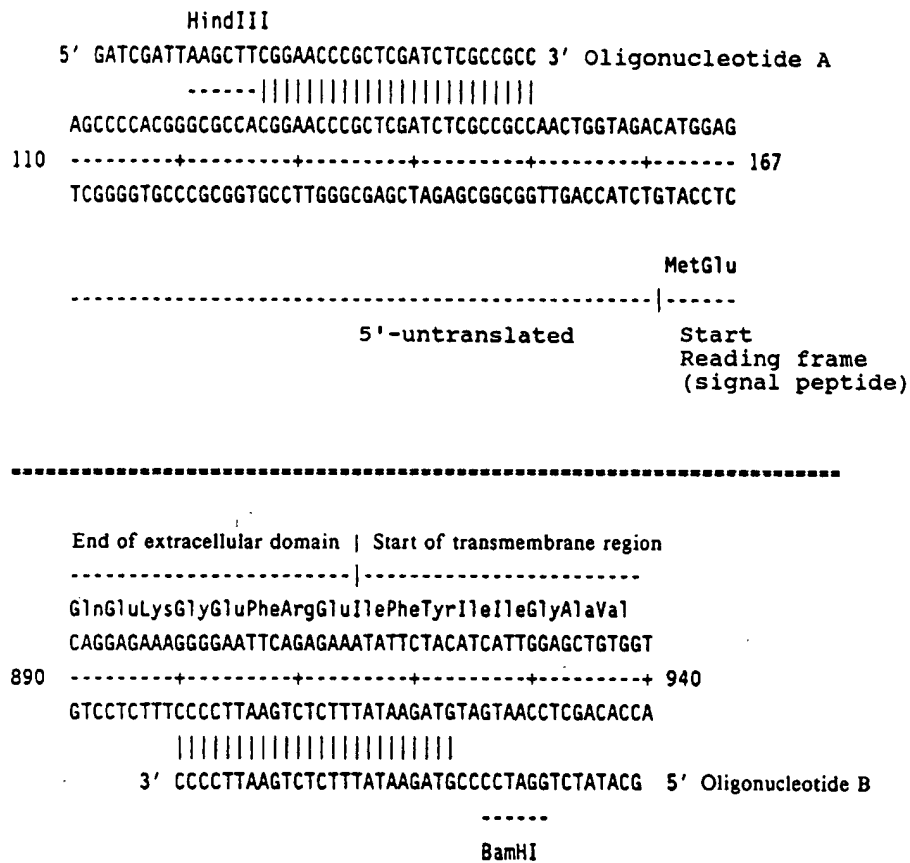 HindIII
5' GATCGATTAAGCTTCGGAACCCGCTCGATCTCGCCGCC 3' Oligonucleotide A
------||||||||||||||||||||||||
AGCCCCACGGGCGCCACGGAACCCGCTCGATCTCGCCGCCAACTGGTAGACATGGAG
110 ---------+---------+---------+---------+---------+------- 167
TCGGGGTGCCCGCGGTGCCTTGGGCGAGCTAGAGCGGCGGTTGACCATCTGTACCTC
MetGlu
--------------------------------------------------|------
5'-untranslated Start
Reading frame
(signal peptide)
End of extracellular domain | Start of transmembrane region
------------------------|------------------------
GlnGluLysGlyGluPheArgGluIlePheTyrIleIleGlyAlaVal
CAGGAGAAAGGGGAATTCAGAGAAATATTCTACATCATTGGAGCTGTGGT
890 ---------+---------+---------+---------+---------+ 940
GTCCTCTTTCCCCTTAAGTCTCTTTATAAGATGTAGTAACCTCGACACCA
||||||||||||||||||||||||
3' CCCCTTAAGTCTCTTTATAAGATGCCCCTAGGTCTATACG 5' Oligonucleotide B
------
BamHI